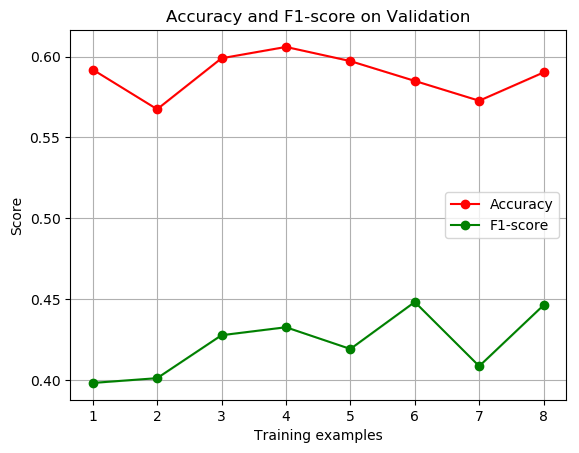 Accuracy and F1-score on Validation
0.60
0.55
0.50
0.45
0.40
Score
Accuracy
F1-score
1 2 3 4 5 6 7 8
Training examples